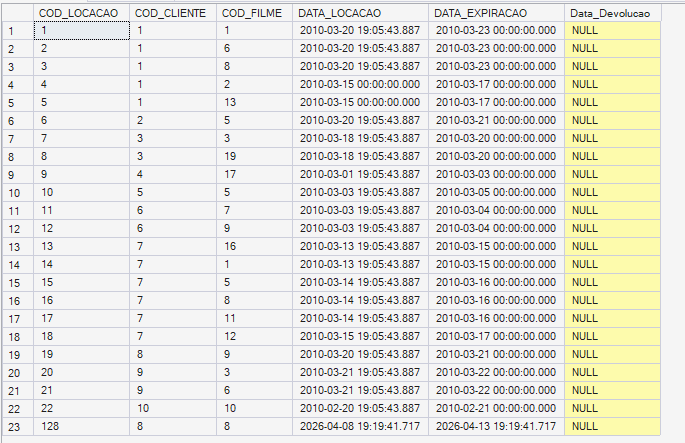 COD_LOCACAO COD_CLIENTE COD_FILME DATA_LOCACAO DATA_EXPIRACAO Data_Devolucao
1 1 1 1 2010-03-20 19:05:43.887 2010-03-23 00:00:00.000 NULL
2 2 1 6 2010-03-20 19:05:43.887 2010-03-23 00:00:00.000 NULL
3 3 1 8 2010-03-20 19:05:43.887 2010-03-23 00:00:00.000 NULL
4 4 1 2 2010-03-15 00:00:00.000 2010-03-17 00:00:00.000 NULL
5 5 1 13 2010-03-15 00:00:00.000 2010-03-17 00:00:00.000 NULL
6 6 2 5 2010-03-20 19:05:43.887 2010-03-21 00:00:00.000 NULL
7 7 3 3 2010-03-18 19:05:43.887 2010-03-20 00:00:00.000 NULL
8 8 3 19 2010-03-18 19:05:43.887 2010-03-20 00:00:00.000 NULL
9 9 4 17 2010-03-01 19:05:43.887 2010-03-03 00:00:00.000 NULL
10 10 5 5 2010-03-03 19:05:43.887 2010-03-05 00:00:00.000 NULL
11 11 6 7 2010-03-03 19:05:43.887 2010-03-04 00:00:00.000 NULL
12 12 6 9 2010-03-03 19:05:43.887 2010-03-04 00:00:00.000 NULL
13 13 7 16 2010-03-13 19:05:43.887 2010-03-15 00:00:00.000 NULL
14 14 7 1 2010-03-13 19:05:43.887 2010-03-15 00:00:00.000 NULL
15 15 7 5 2010-03-14 19:05:43.887 2010-03-16 00:00:00.000 NULL
16 16 7 8 2010-03-14 19:05:43.887 2010-03-16 00:00:00.000 NULL
17 17 7 11 2010-03-14 19:05:43.887 2010-03-16 00:00:00.000 NULL
18 18 7 12 2010-03-15 19:05:43.887 2010-03-17 00:00:00.000 NULL
19 19 8 9 2010-03-20 19:05:43.887 2010-03-21 00:00:00.000 NULL
20 20 9 3 2010-03-21 19:05:43.887 2010-03-22 00:00:00.000 NULL
21 21 9 6 2010-03-21 19:05:43.887 2010-03-22 00:00:00.000 NULL
22 22 10 10 2010-02-20 19:05:43.887 2010-02-21 00:00:00.000 NULL
23 128 8 8 2026-04-08 19:19:41.717 2026-04-13 19:19:41.717 NULL